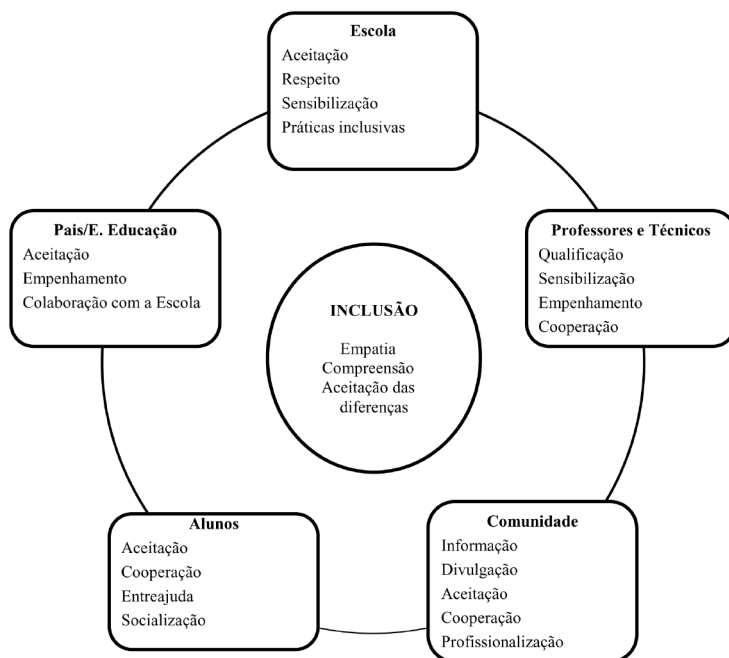 Escola
Aceitação
Respeito
Sensibilização
Práticas inclusivas
Pais/E. Educação
Aceitação
Empenhamento
Colaboração com a Escola
Professores e Técnicos
Qualificação
Sensibilização
Empenhamento
Cooperação
INCLUSÃO
Empatia
Compreensão
Aceitação das
diferenças
Alunos
Aceitação
Cooperação
Entreajuda
Socialização
Comunidade
Informação
Divulgação
Aceitação
Cooperação
Profissionalização